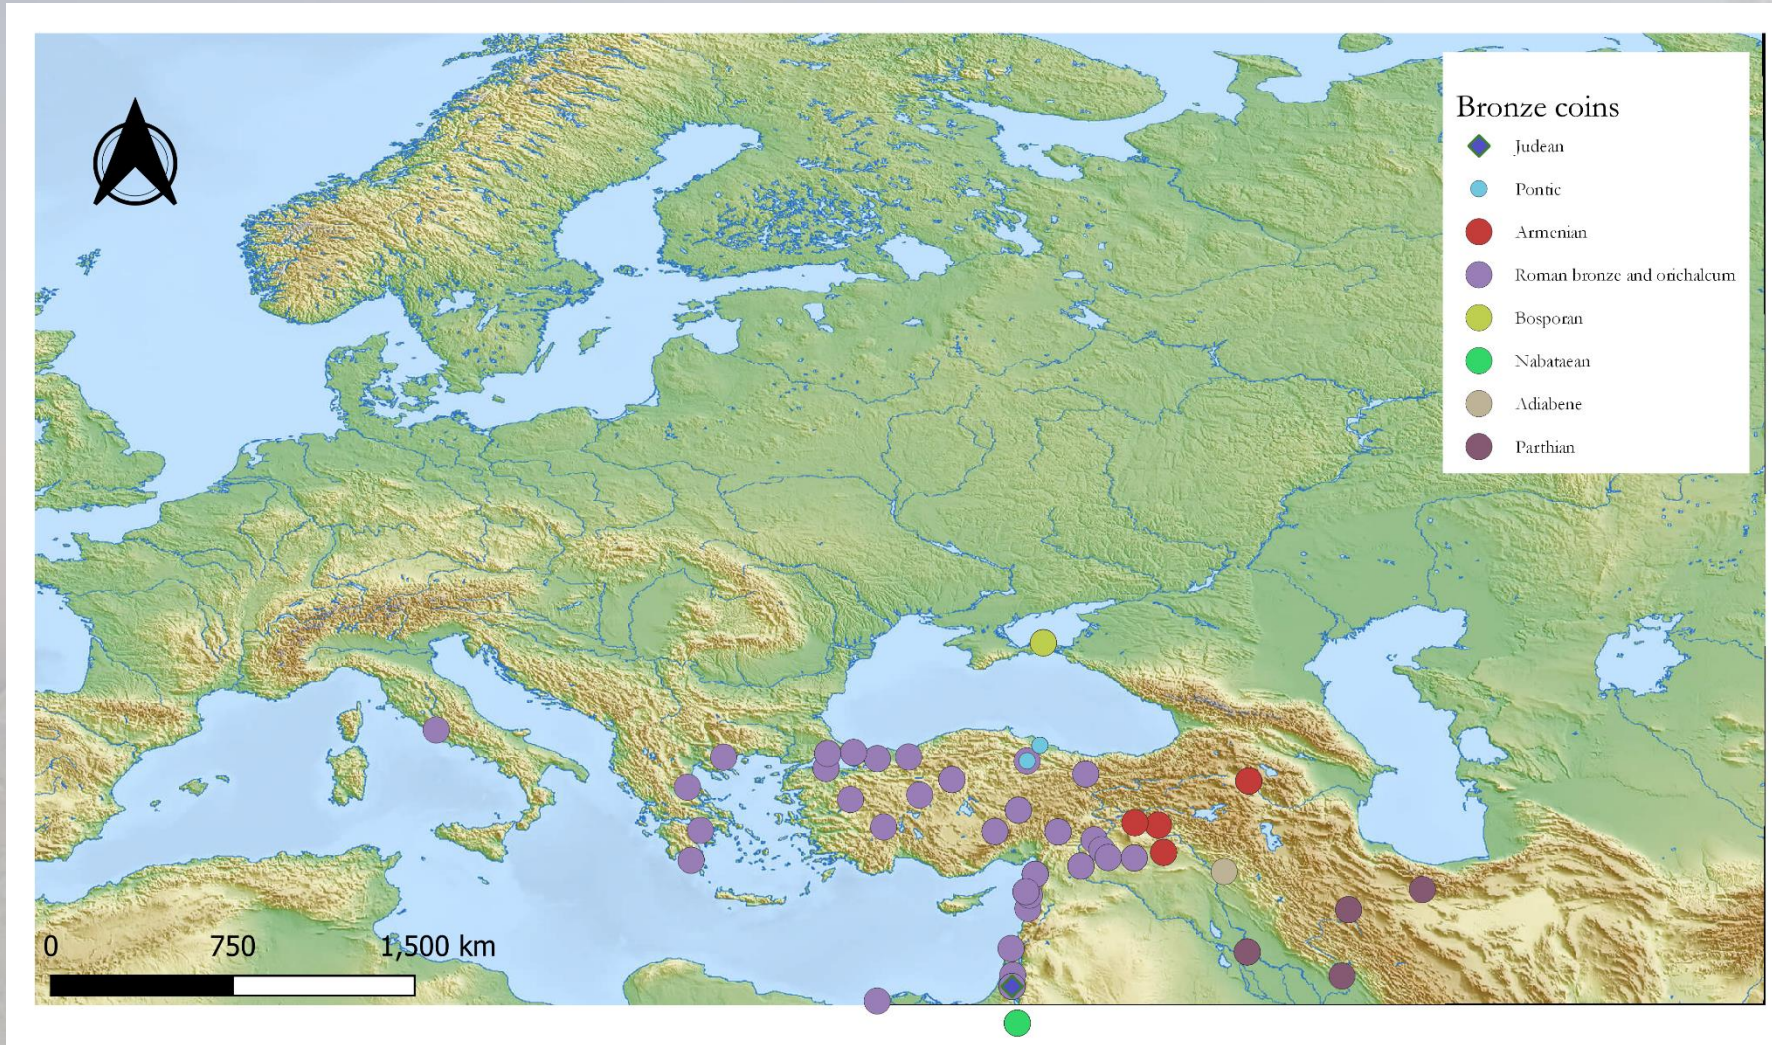 Bronze coins
Judean
Pontic
Armenian
Roman bronze and orichalcum
Bosporan
Nabataean
Adiabene
Parthian
0 750 1,500 km